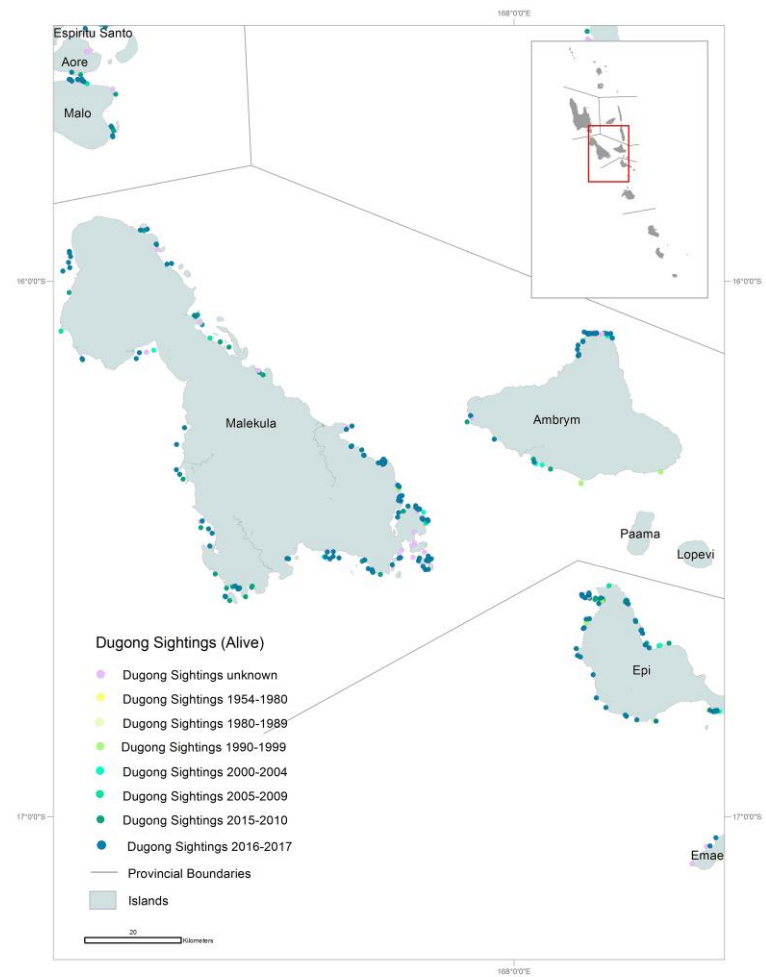 168°0'0"E
Espiritu Santo
Aore
Malo
16°0'0"S
16°0'0"S
Malekula
Ambrym
Paama
Lopevi
Epi
Dugong Sightings (Alive)
Dugong Sightings unknown
Dugong Sightings 1954-1980
Dugong Sightings 1980-1989
Dugong Sightings 1990-1999
Dugong Sightings 2000-2004
Dugong Sightings 2005-2009
Dugong Sightings 2015-2010
Dugong Sightings 2016-2017
17°0'0"S
17°0'0"S
Emae
Provincial Boundaries
Islands
20
Kilometers
168°0'0"E